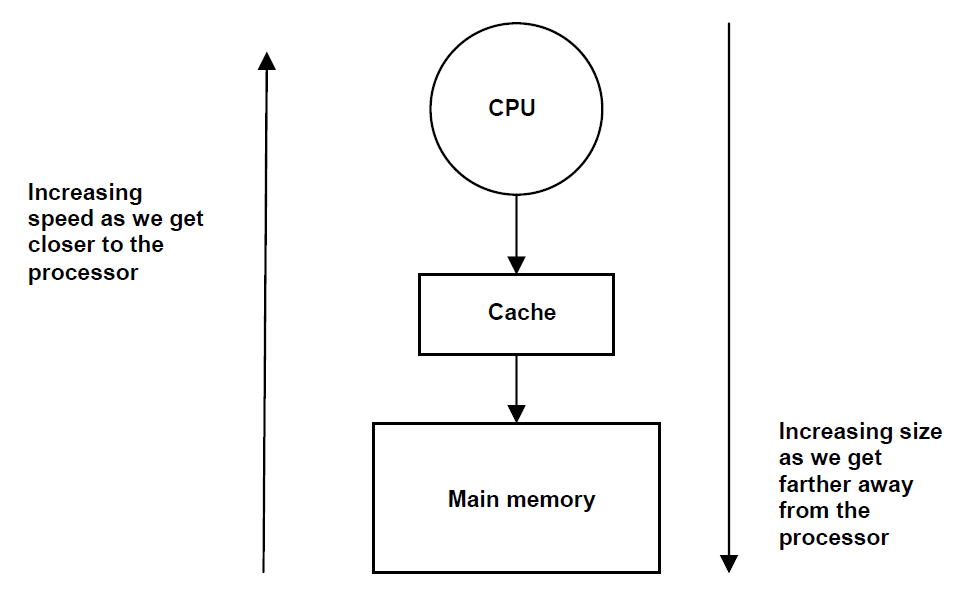 CPU
Increasing
speed as we get
closer to the
processor
Cache
Increasing size
as we get
farther away
from the
processor
Main memory